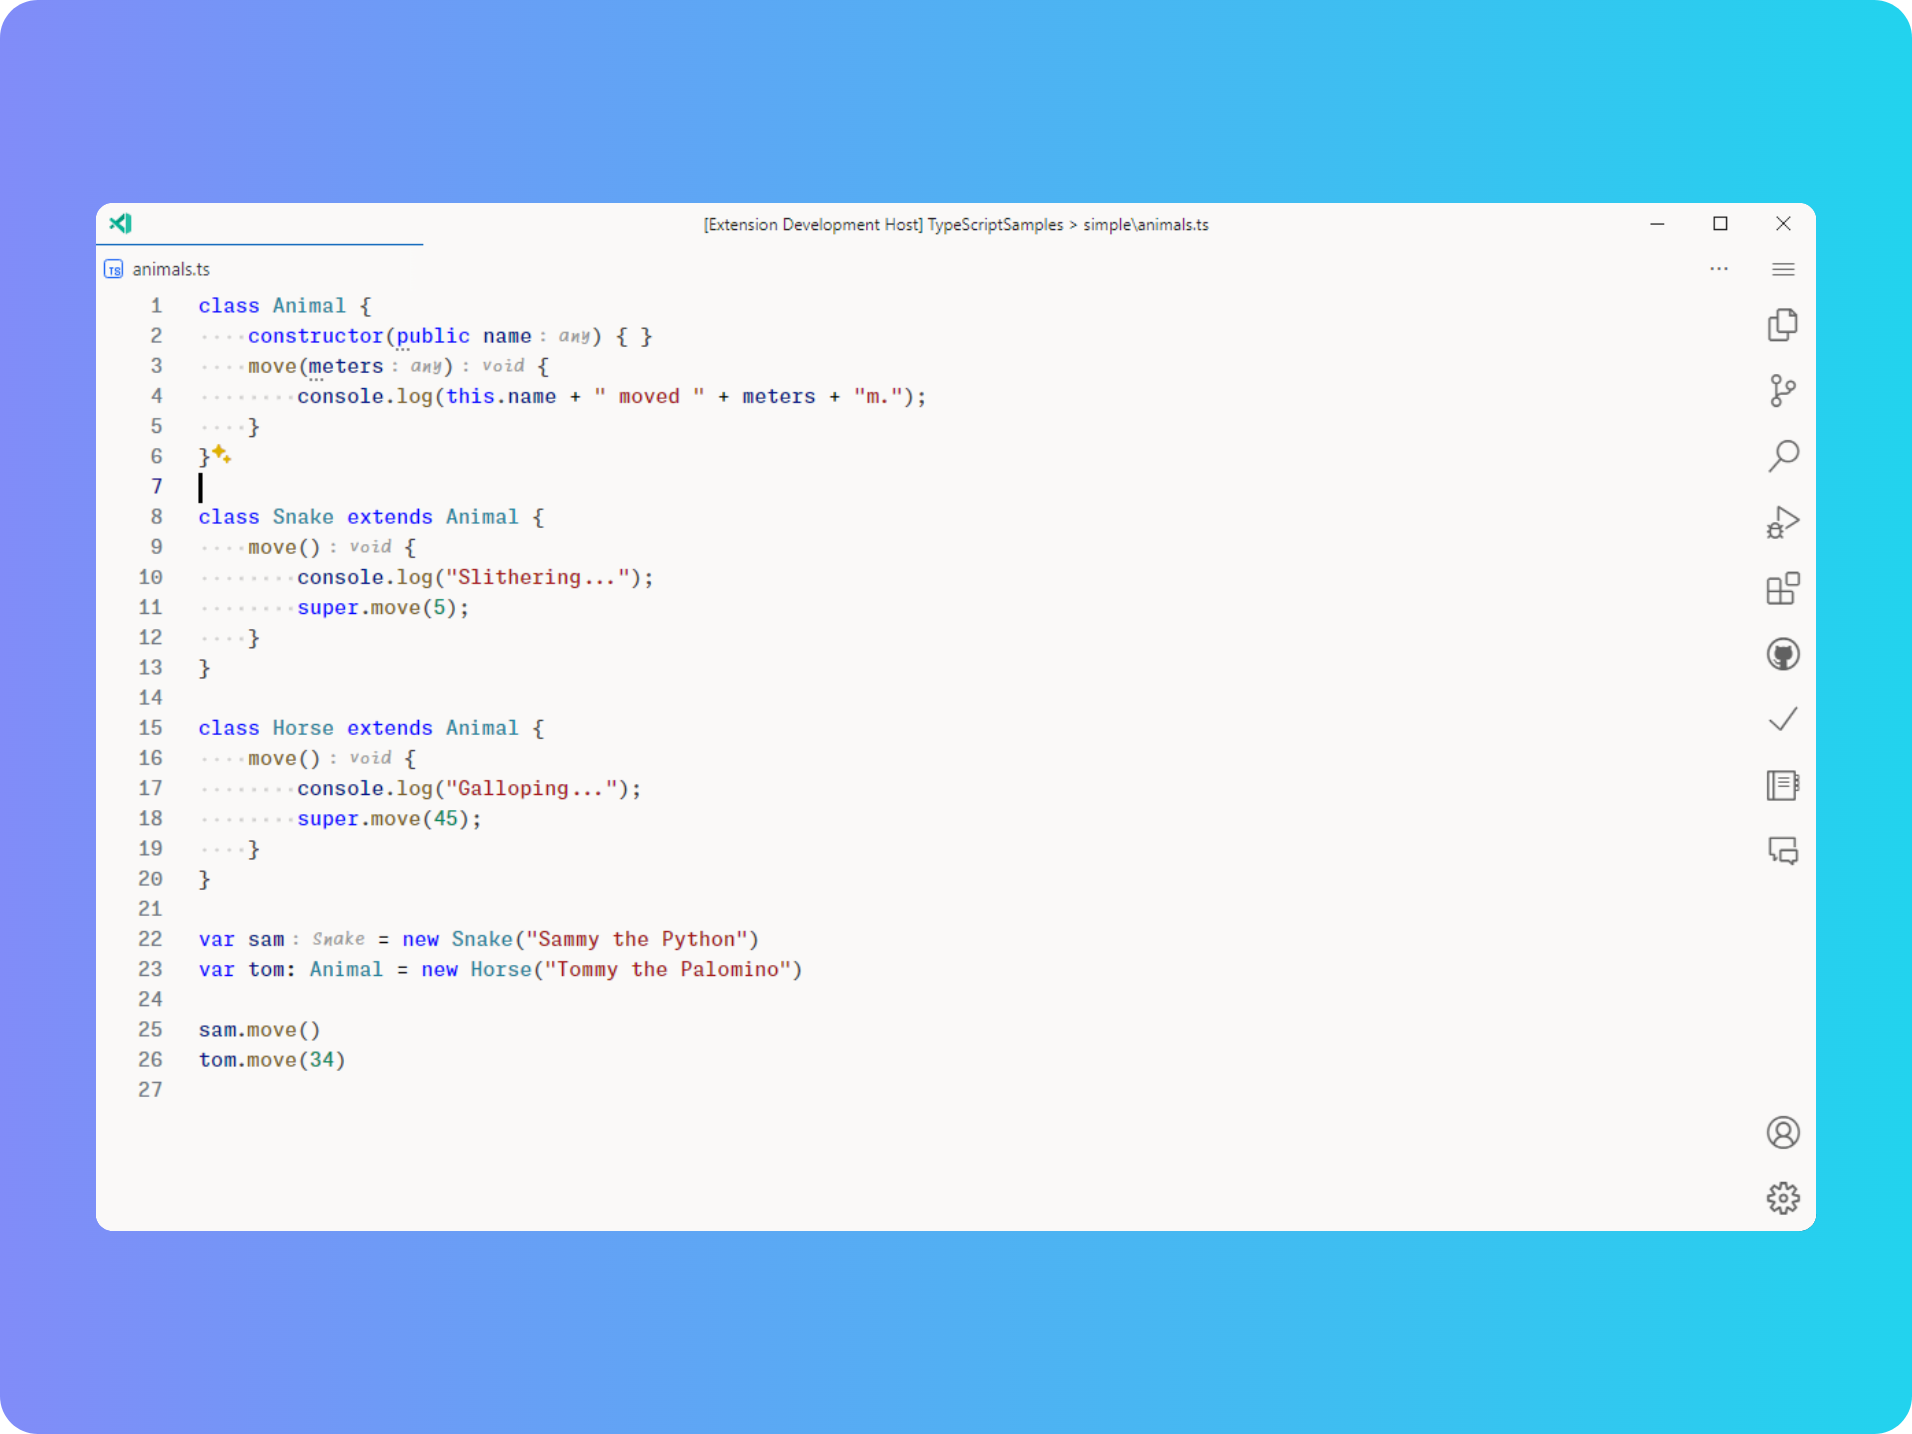 [Extension Development Host] TypeScriptSamples > simple\animals.ts
TS animals.ts
1 class Animal {
2 ····constructor(public name: any) { }
3 ····move(meters: any): void {
4 ········console.log(this.name + " moved " + meters + "m.");
5 ····}
6 }
7
8 class Snake extends Animal {
9 ····move(): void {
10 ········console.log("Slithering...");
11 ········super.move(5);
12 ····}
13 }
14
15 class Horse extends Animal {
16 ····move(): void {
17 ········console.log("Galloping...");
18 ········super.move(45);
19 ····}
20 }
21
22 var sam: Snake = new Snake("Sammy the Python")
23 var tom: Animal = new Horse("Tommy the Palomino")
24
25 sam.move()
26 tom.move(34)
27